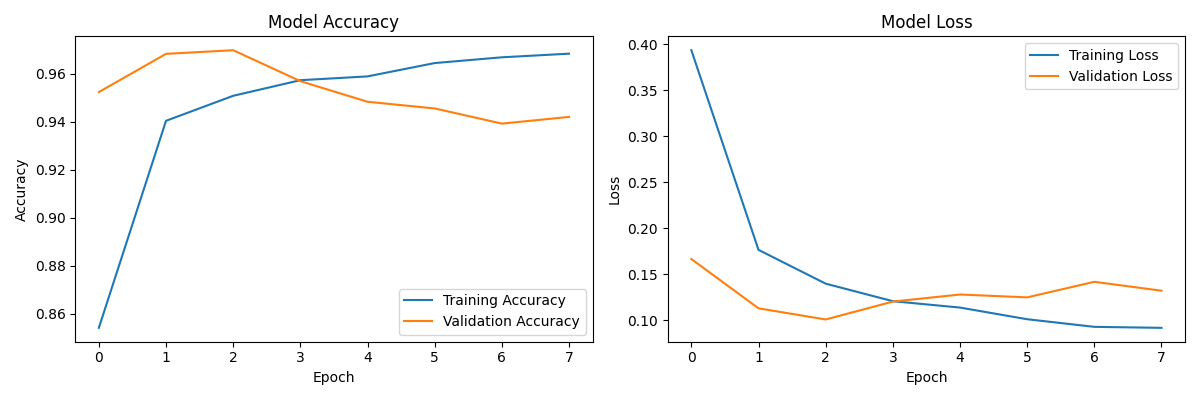 Model Accuracy
0.96
0.94
0.92
0.90
0.88
0.86
Accuracy
Training Accuracy
Validation Accuracy
0 1 2 3 4 5 6 7
Epoch
Model Loss
0.40
0.35
0.30
0.25
0.20
0.15
0.10
Loss
Training Loss
Validation Loss
0 1 2 3 4 5 6 7
Epoch